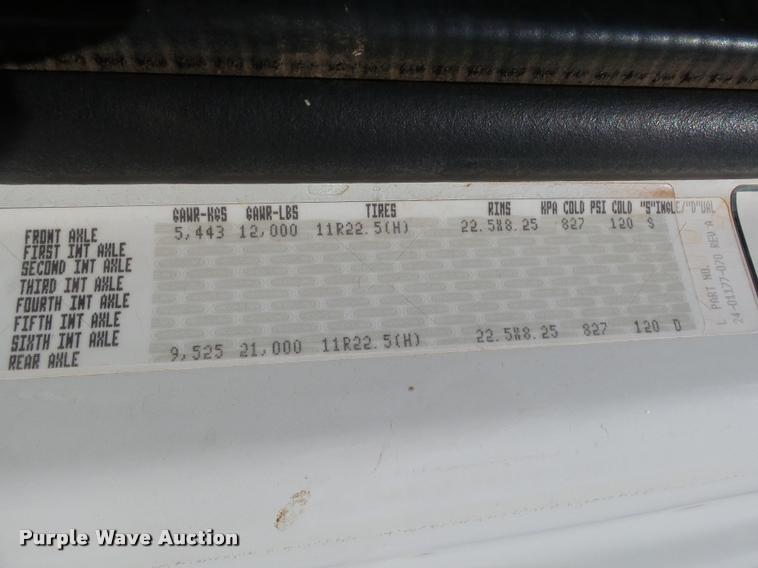 GAWR-KGS GAWR-LBS TIRES RIMS KPA COLD PSI COLD "S"INGLE/"D"UAL
FRONT AXLE 5,443 12,000 11R22.5(H) 22.5X8.25 827 120 S
FIRST INT AXLE
SECOND INT AXLE
THIRD INT AXLE
FOURTH INT AXLE
FIFTH INT AXLE
SIXTH INT AXLE
REAR AXLE 9,525 21,000 11R22.5(H) 22.5X8.25 827 120 D
L PART NO.
24-01177-070 REV A
Purple Wave Auction